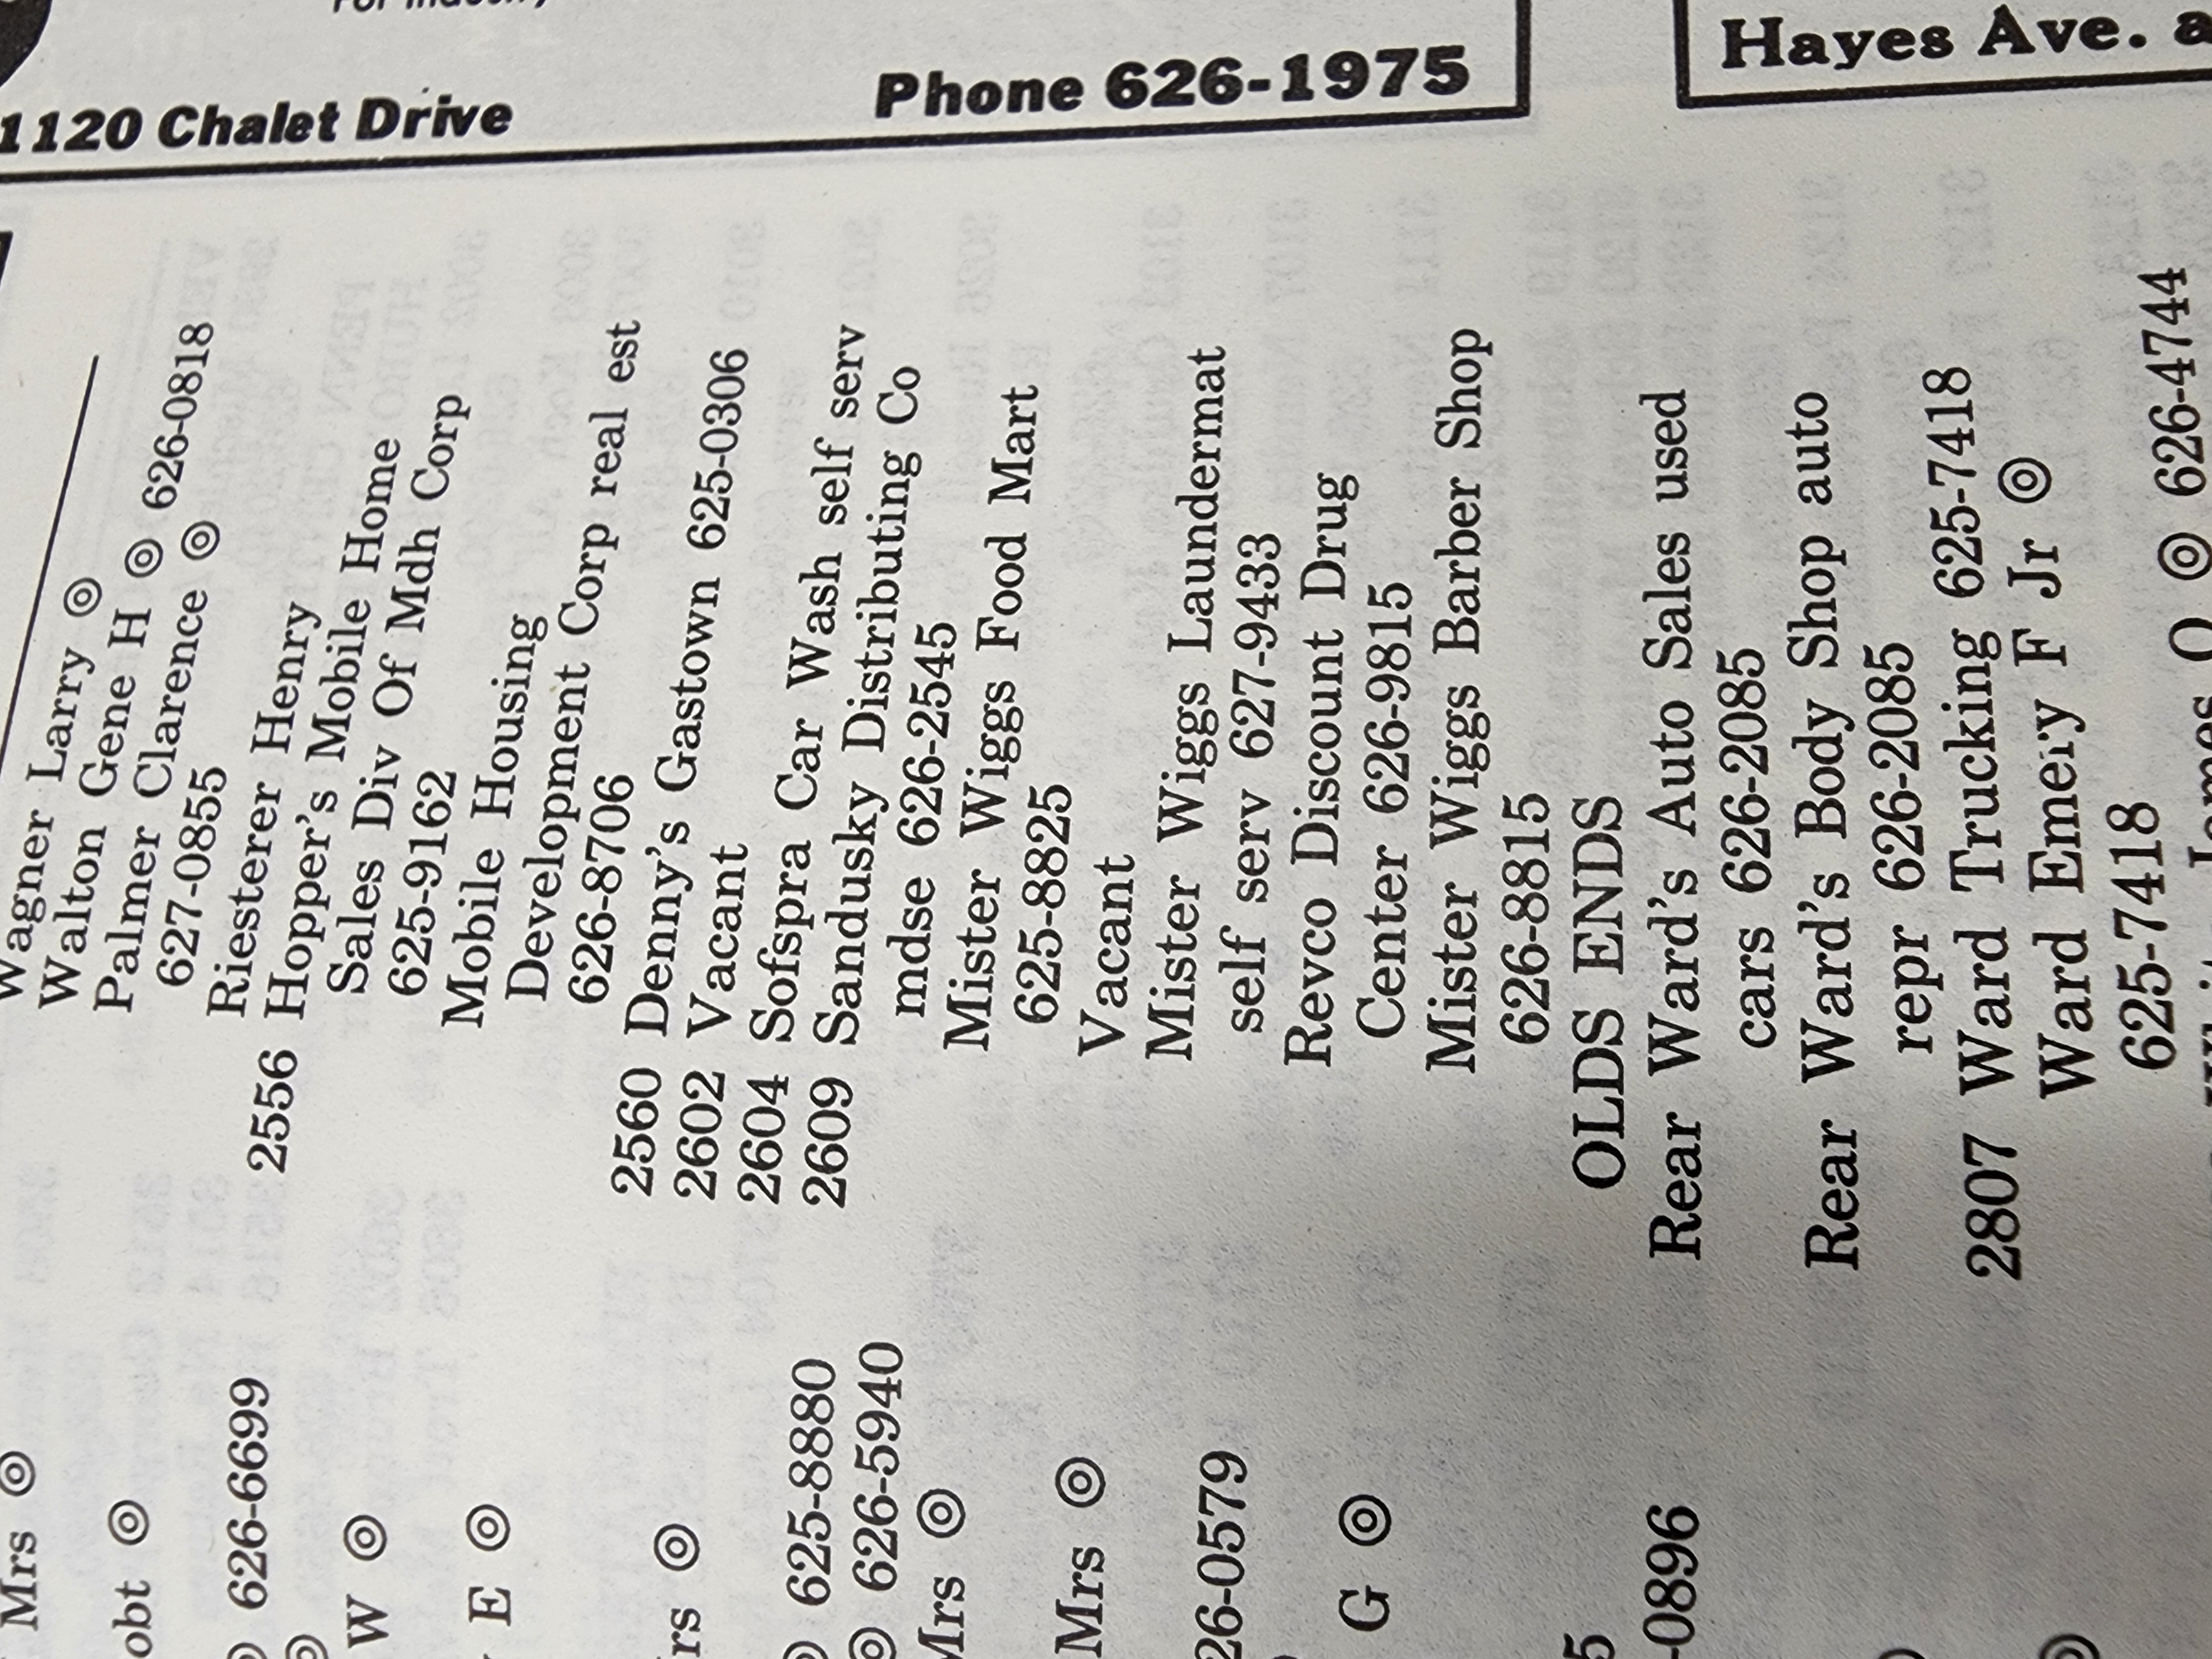 For Industry
1120 Chalet Drive
Phone 626-1975
Hayes Ave. a
Mrs ◎
obt ◎
626-6699
W ◎
E ◎
rs ◎
625-8880
◎ 626-5940
Mrs ◎
Mrs ◎
26-0579
G ◎
5
-0896
Wagner Larry ◎
Walton Gene H ◎ 626-0818
Palmer Clarence ◎
627-0855
Riesterer Henry
2556 Hopper's Mobile Home
Sales Div Of Mdh Corp
625-9162
Mobile Housing
Development Corp real est
626-8706
2560 Denny's Gastown 625-0306
2602 Vacant
2604 Sofspra Car Wash self serv
2609 Sandusky Distributing Co
mdse 626-2545
Mister Wiggs Food Mart
625-8825
Vacant
Mister Wiggs Laundermat
self serv 627-9433
Revco Discount Drug
Center 626-9815
Mister Wiggs Barber Shop
626-8815
OLDS ENDS
Rear Ward's Auto Sales used
cars 626-2085
Rear Ward's Body Shop auto
repr 626-2085
2807 Ward Trucking 625-7418
Ward Emery F Jr ◎
625-7418
O ◎ 626-4744